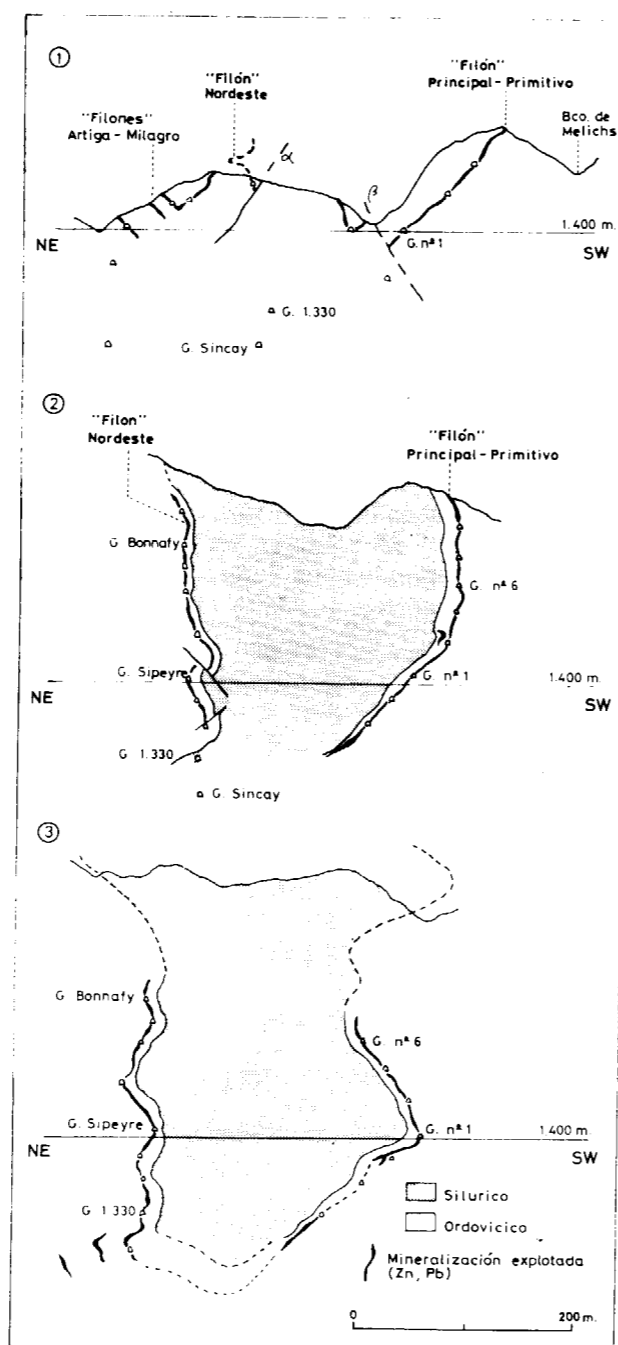 ①
"Filón"
Principal-Primitivo
"Filón"
Nordeste
Bco. de
Melichs
"Filones"
Artiga-Milagro
α
β
1.400 m.
NE
G. nº 1
SW
G. 1.330
G. Sincay
②
"Filon"
Nordeste
"Filón"
Principal-Primitivo
G. Bonnafy
G. nº 6
G. Sipeyre
G. nº 1
1.400 m.
NE
SW
G. 1.330
G. Sincay
③
G. Bonnafy
G. nº 6
G. Sipeyre
G. nº 1
1.400 m.
NE
SW
Silurico
G. 1.330
Ordovicico
Mineralización explotada
(Zn, Pb)
0
200 m.